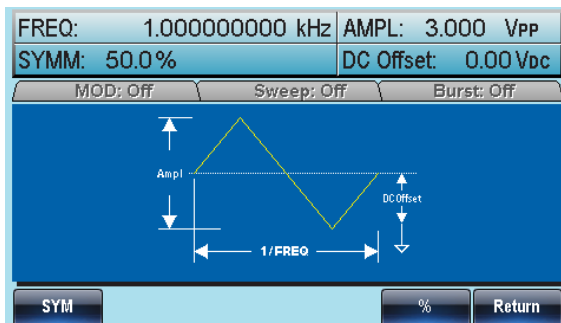 FREQ: 1.000000000 kHz AMPL: 3.000 VPP
SYMM: 50.0% DC Offset: 0.00 VDC
MOD: Off Sweep: Off Burst: Off
Ampl
DC Offset
1/FREQ
SYM % Return